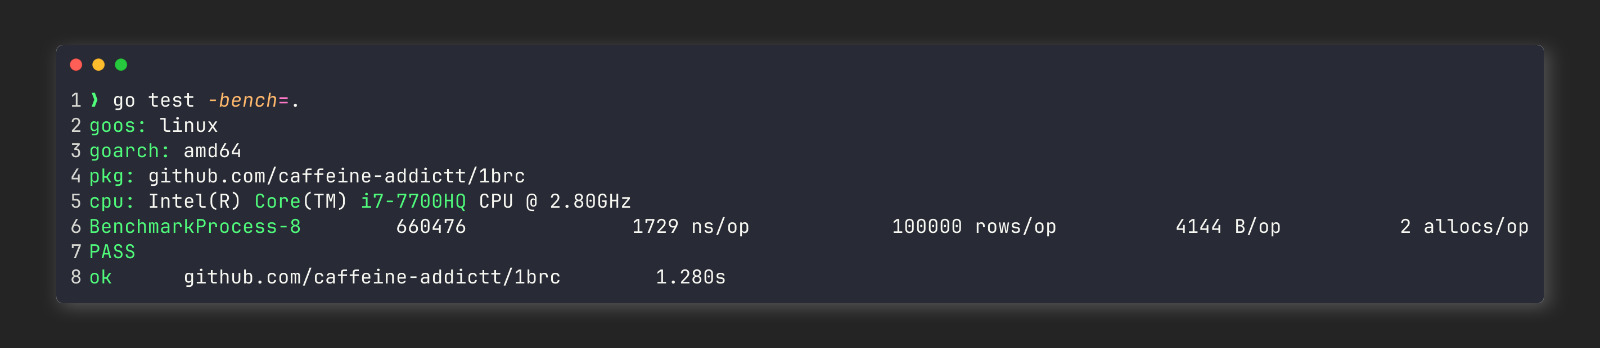 1 ❯ go test -bench=.
2 goos: linux
3 goarch: amd64
4 pkg: github.com/caffeine-addictt/1brc
5 cpu: Intel(R) Core(TM) i7-7700HQ CPU @ 2.80GHz
6 BenchmarkProcess-8 660476 1729 ns/op 100000 rows/op 4144 B/op 2 allocs/op
7 PASS
8 ok github.com/caffeine-addictt/1brc 1.280s